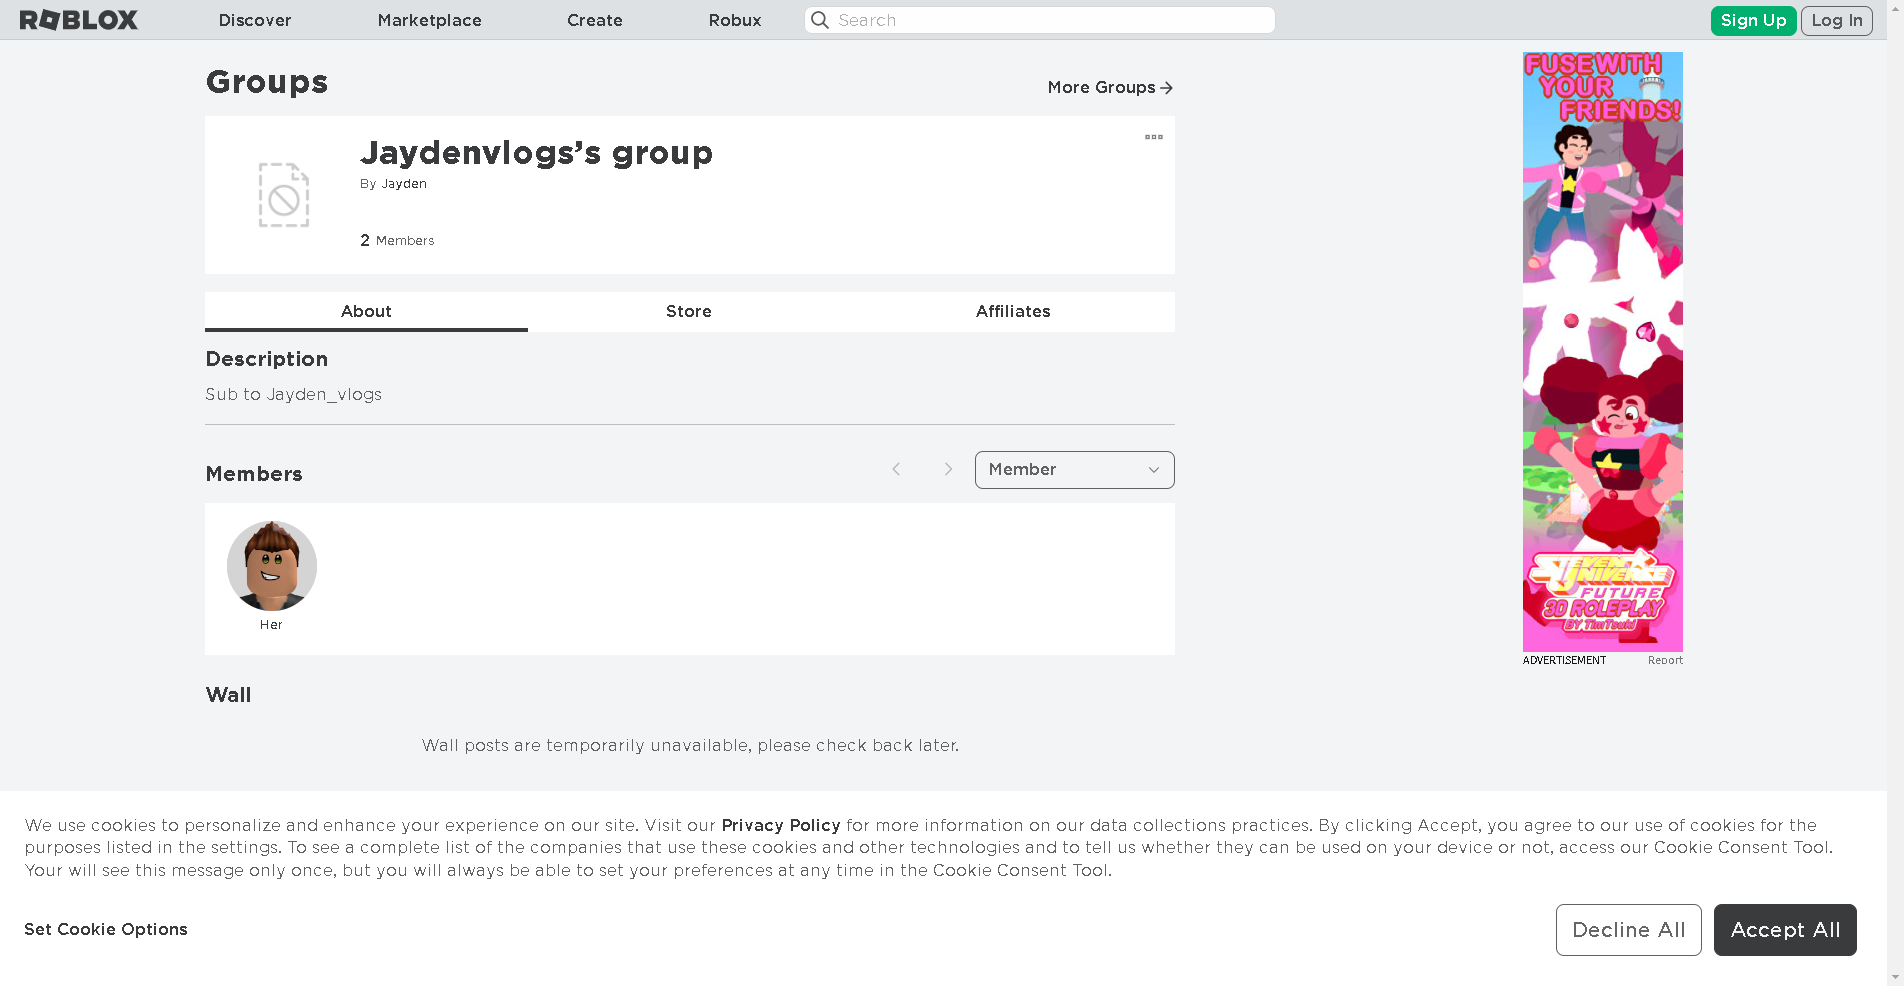 ROBLOX Discover Marketplace Create Robux Search Sign Up Log In
Groups
More Groups
Jaydenvlogs's group
By Jayden
2 Members
About Store Affiliates
Description
Sub to Jayden_vlogs
Members
Member
Her
Wall
Wall posts are temporarily unavailable, please check back later.
FUSE WITH
YOUR
FRIENDS!
STEVEN
UNIVERSE
FUTURE
3D ROLEPLAY
BY TimTsuki
ADVERTISEMENT Report
We use cookies to personalize and enhance your experience on our site. Visit our Privacy Policy for more information on our data collections practices. By clicking Accept, you agree to our use of cookies for the
purposes listed in the settings. To see a complete list of the companies that use these cookies and other technologies and to tell us whether they can be used on your device or not, access our Cookie Consent Tool.
Your will see this message only once, but you will always be able to set your preferences at any time in the Cookie Consent Tool.
Set Cookie Options
Decline All
Accept All